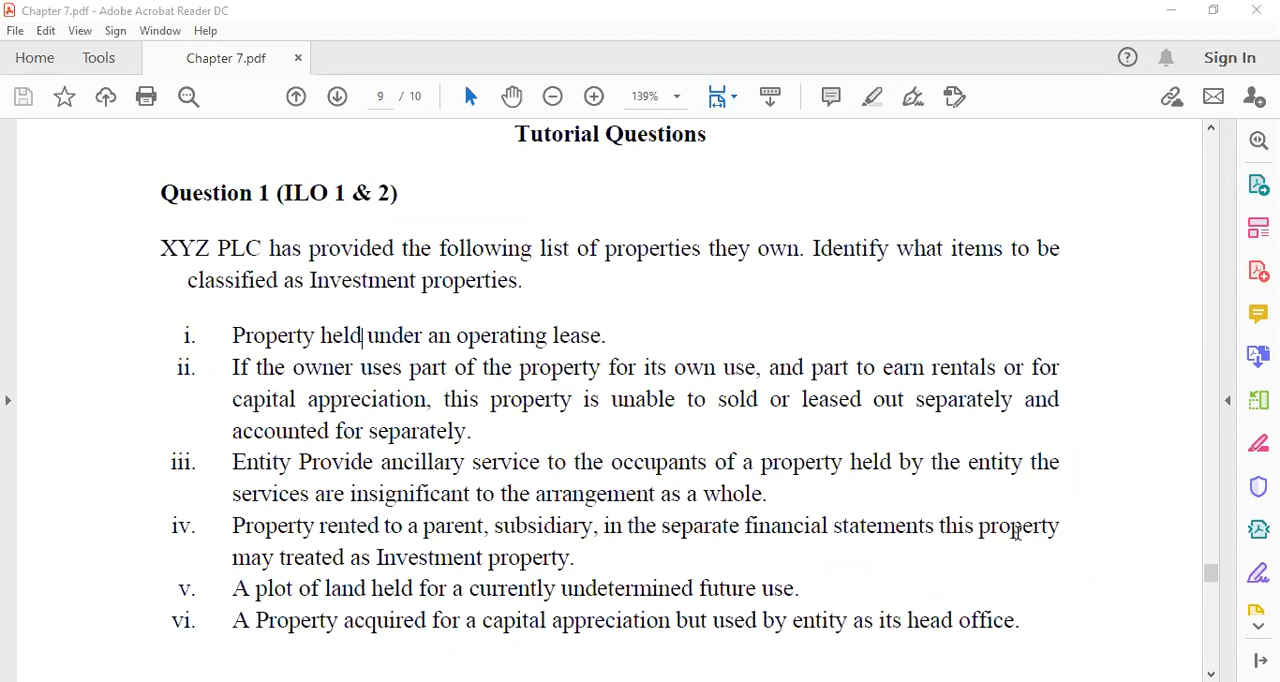 Chapter 7.pdf - Adobe Acrobat Reader DC
File Edit View Sign Window Help
Home Tools Chapter 7.pdf × Sign In
9 / 10 139%
Tutorial Questions
Question 1 (ILO 1 & 2)
XYZ PLC has provided the following list of properties they own. Identify what items to be
classified as Investment properties.
i. Property held under an operating lease.
ii. If the owner uses part of the property for its own use, and part to earn rentals or for
capital appreciation, this property is unable to sold or leased out separately and
accounted for separately.
iii. Entity Provide ancillary service to the occupants of a property held by the entity the
services are insignificant to the arrangement as a whole.
iv. Property rented to a parent, subsidiary, in the separate financial statements this property
may treated as Investment property.
v. A plot of land held for a currently undetermined future use.
vi. A Property acquired for a capital appreciation but used by entity as its head office.